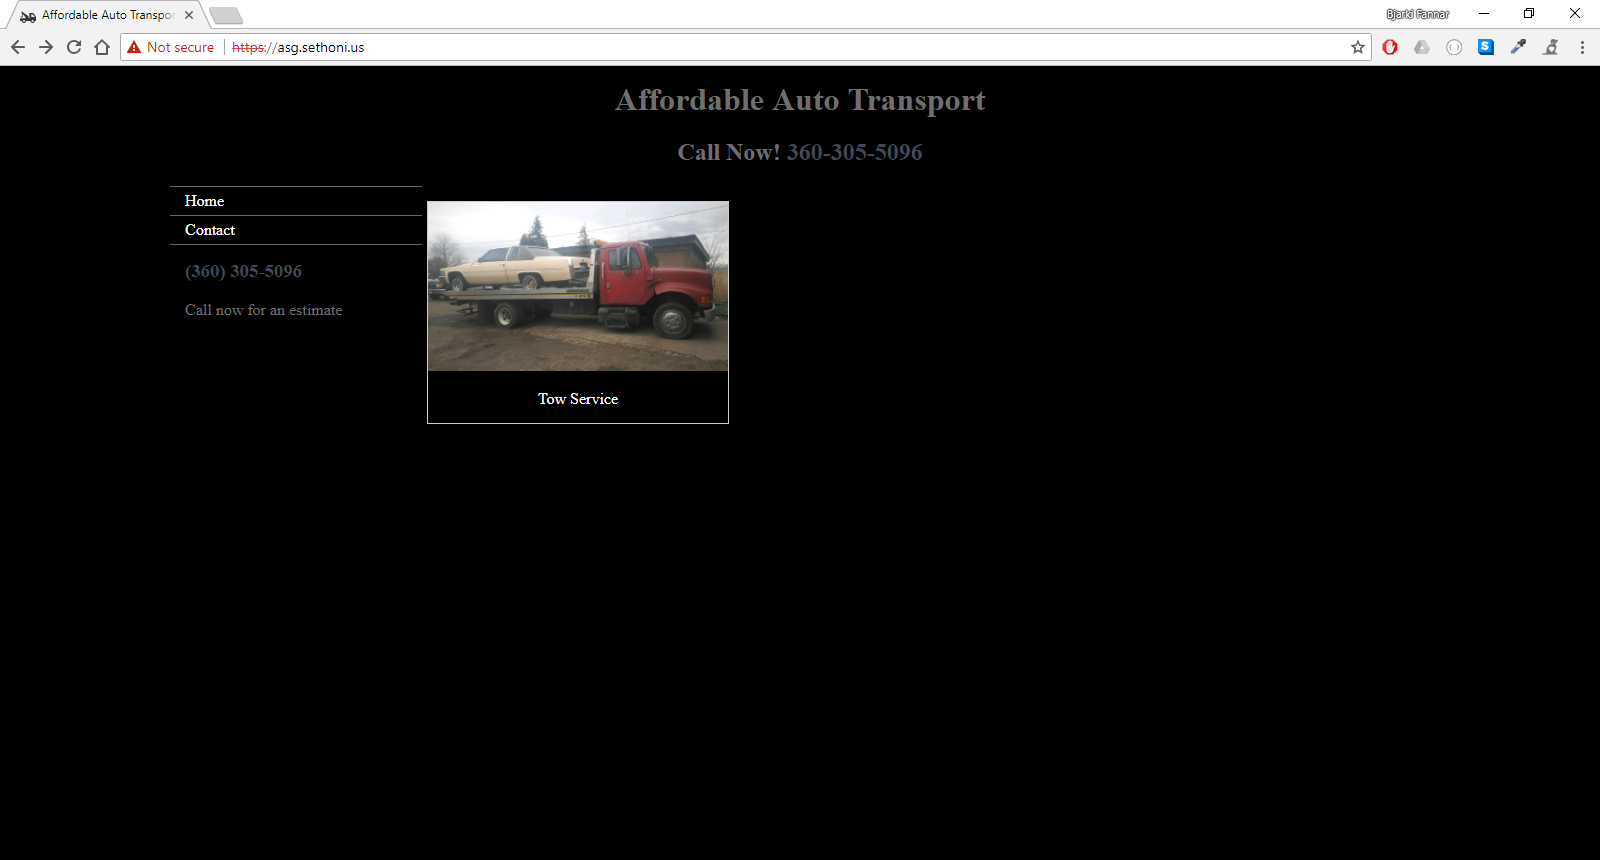 Affordable Auto Transpor
Bjarki Fannar
Not secure
https://asg.sethoni.us
Affordable Auto Transport
Call Now! 360-305-5096
Home
Contact
(360) 305-5096
Call now for an estimate
Tow Service